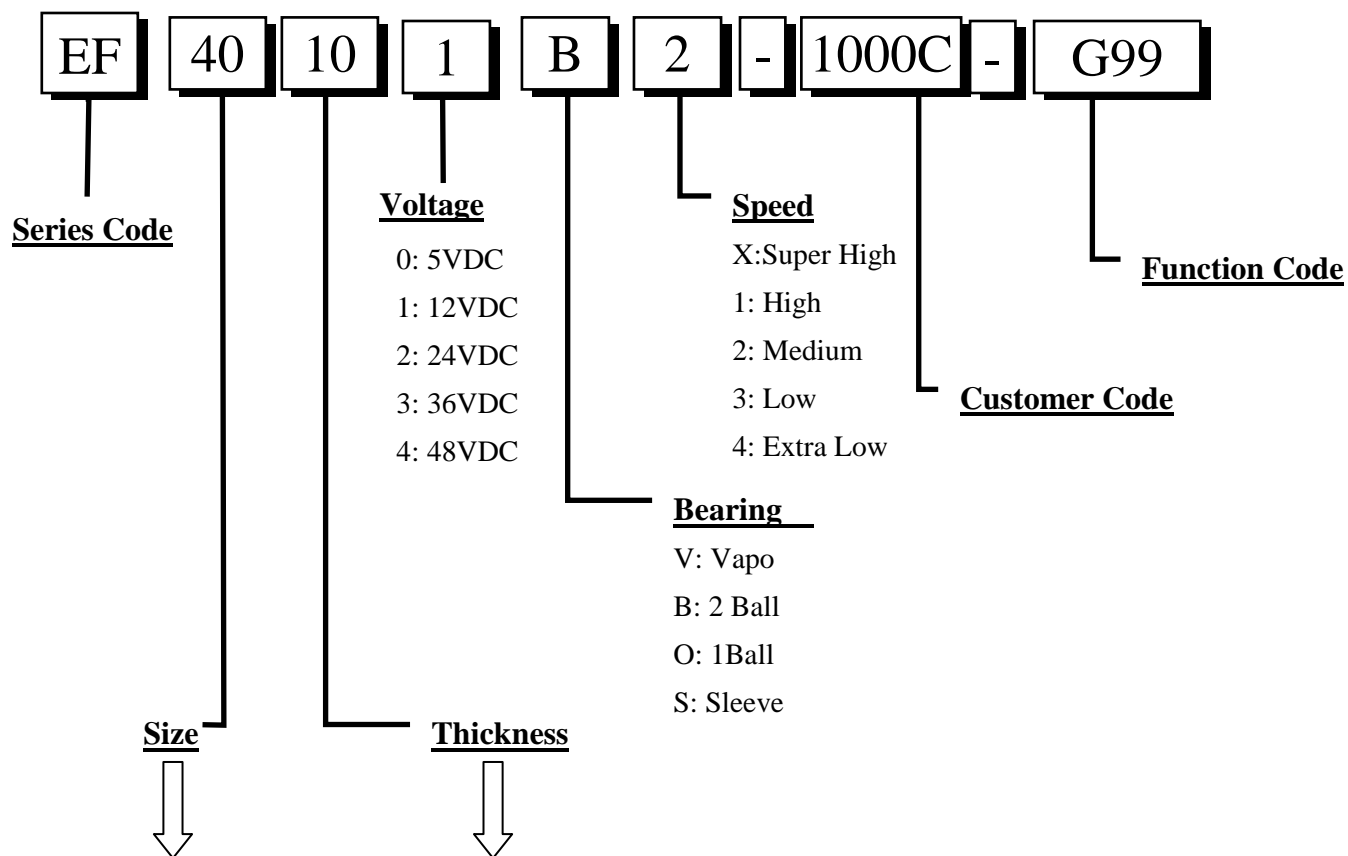 EF 40 10 1 B 2 - 1000C - G99
Series Code
Voltage
0: 5VDC
1: 12VDC
2: 24VDC
3: 36VDC
4: 48VDC
Speed
X:Super High
1: High
2: Medium
3: Low
4: Extra Low
Function Code
Customer Code
Bearing
V: Vapo
B: 2 Ball
O: 1Ball
S: Sleeve
Size
Thickness